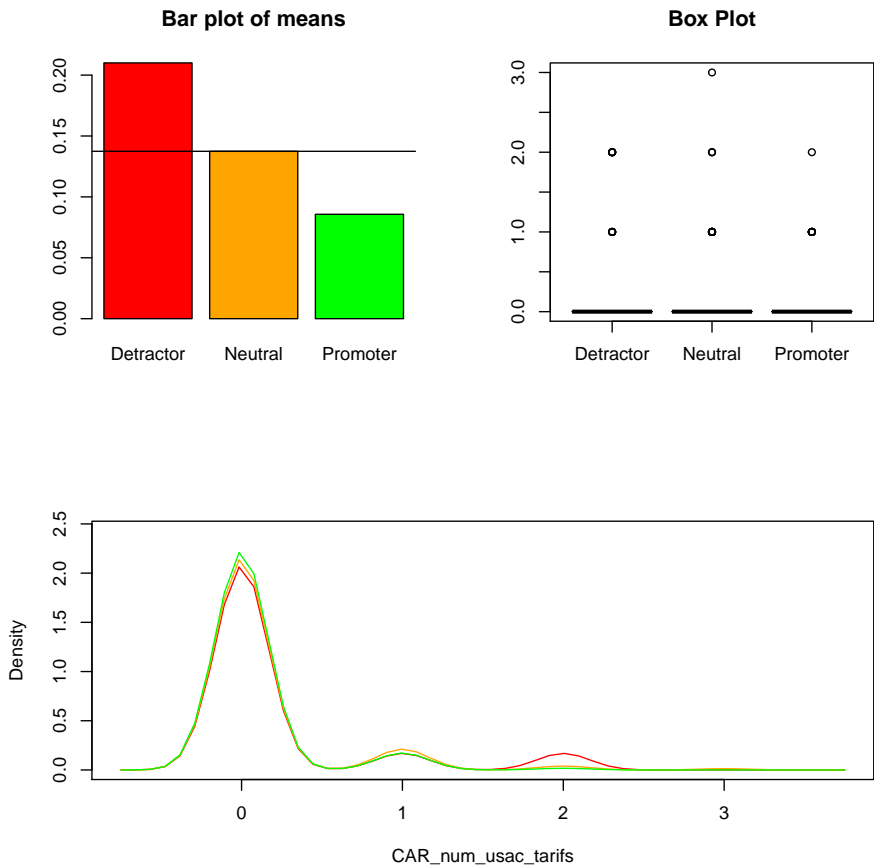 Bar plot of means
0.20
0.15
0.10
0.05
0.00
Detractor Neutral Promoter
Box Plot
3.0
2.0
1.0
0.0
Detractor Neutral Promoter
Density
2.5
2.0
1.5
1.0
0.5
0.0
0 1 2 3
CAR_num_usac_tarifs